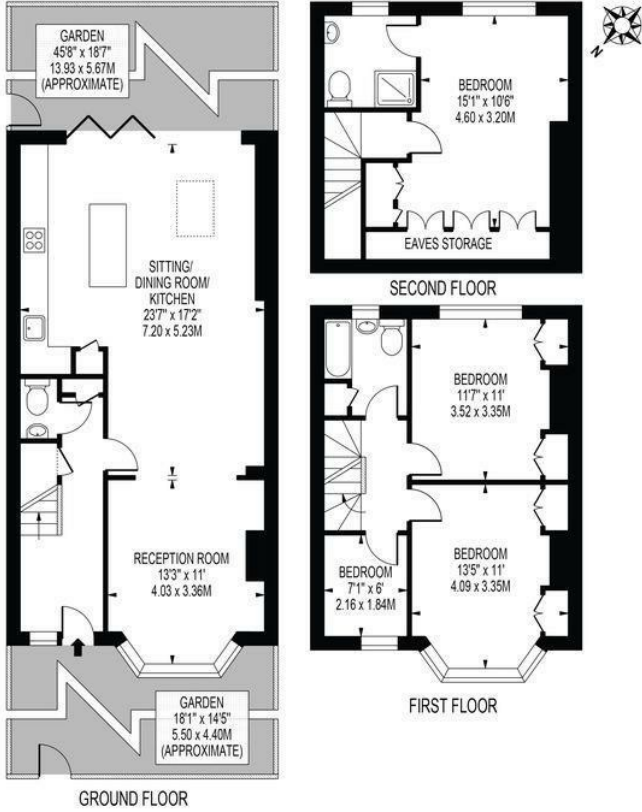 GARDEN
45'8" x 18'7"
13.93 x 5.67M
(APPROXIMATE)
SITTING/
DINING ROOM/
KITCHEN
23'7" x 17'2"
7.20 x 5.23M
RECEPTION ROOM
13'3" x 11'
4.03 x 3.36M
GARDEN
18'1" x 14'5"
5.50 x 4.40M
(APPROXIMATE)
GROUND FLOOR
N
BEDROOM
15'1" x 10'6"
4.60 x 3.20M
EAVES STORAGE
SECOND FLOOR
BEDROOM
11'7" x 11'
3.52 x 3.35M
BEDROOM
13'5" x 11'
4.09 x 3.35M
BEDROOM
7'1" x 6'
2.16 x 1.84M
FIRST FLOOR